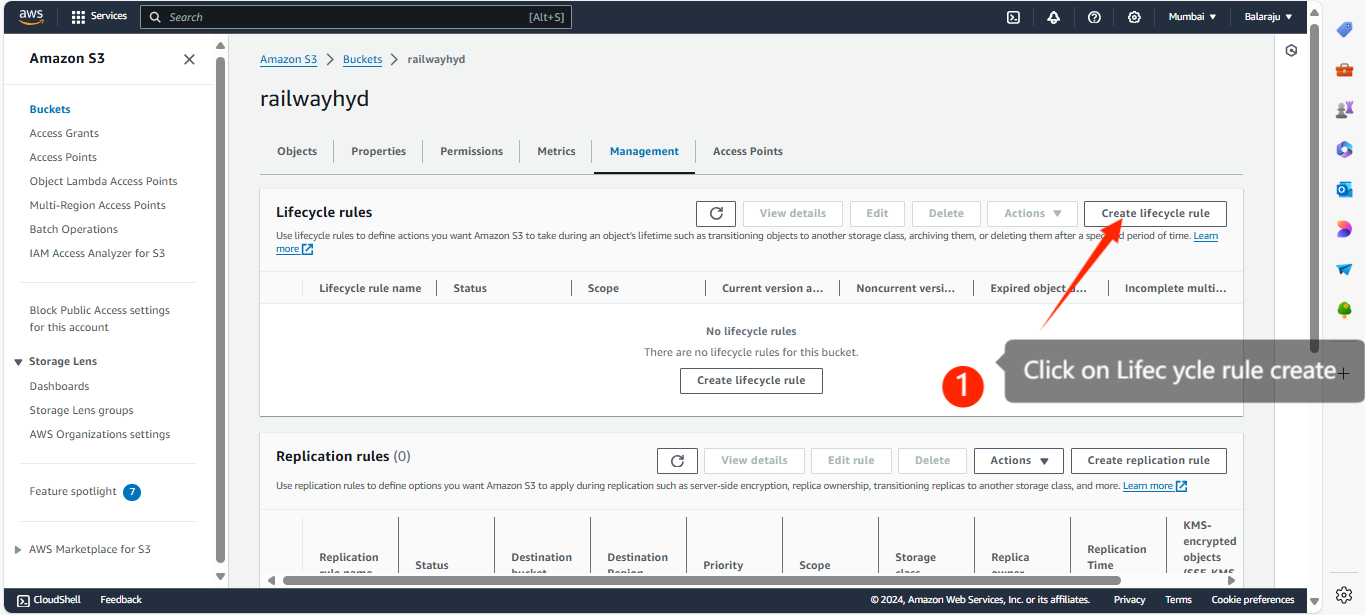 aws
Services
Search
[Alt+S]
Mumbai
Balaraju
Amazon S3
Buckets
Access Grants
Access Points
Object Lambda Access Points
Multi-Region Access Points
Batch Operations
IAM Access Analyzer for S3
Block Public Access settings
for this account
Storage Lens
Dashboards
Storage Lens groups
AWS Organizations settings
Feature spotlight 7
AWS Marketplace for S3
Amazon S3 > Buckets > railwayhyd
railwayhyd
Objects
Properties
Permissions
Metrics
Management
Access Points
Lifecycle rules
View details
Edit
Delete
Actions
Create lifecycle rule
Use lifecycle rules to define actions you want Amazon S3 to take during an object's lifetime such as transitioning objects to another storage class, archiving them, or deleting them after a period of time. Learn
more
Lifecycle rule name
Status
Scope
Current version a...
Noncurrent versi...
Expired object
Incomplete multi...
No lifecycle rules
There are no lifecycle rules for this bucket.
Create lifecycle rule
1
Click on Lifec ycle rule create
Replication rules (0)
View details
Edit rule
Delete
Actions
Create replication rule
Use replication rules to define options you want Amazon S3 to apply during replication such as server-side encryption, replica ownership, transitioning replicas to another storage class, and more. Learn more
Replication
rule name
Status
Destination
bucket
Destination
Region
Priority
Scope
Storage
class
Replica
owner
Replication
Time
KMS-
encrypted
objects
(SSE-KMS
CloudShell
Feedback
© 2024, Amazon Web Services, Inc. or its affiliates.
Privacy
Terms
Cookie preferences